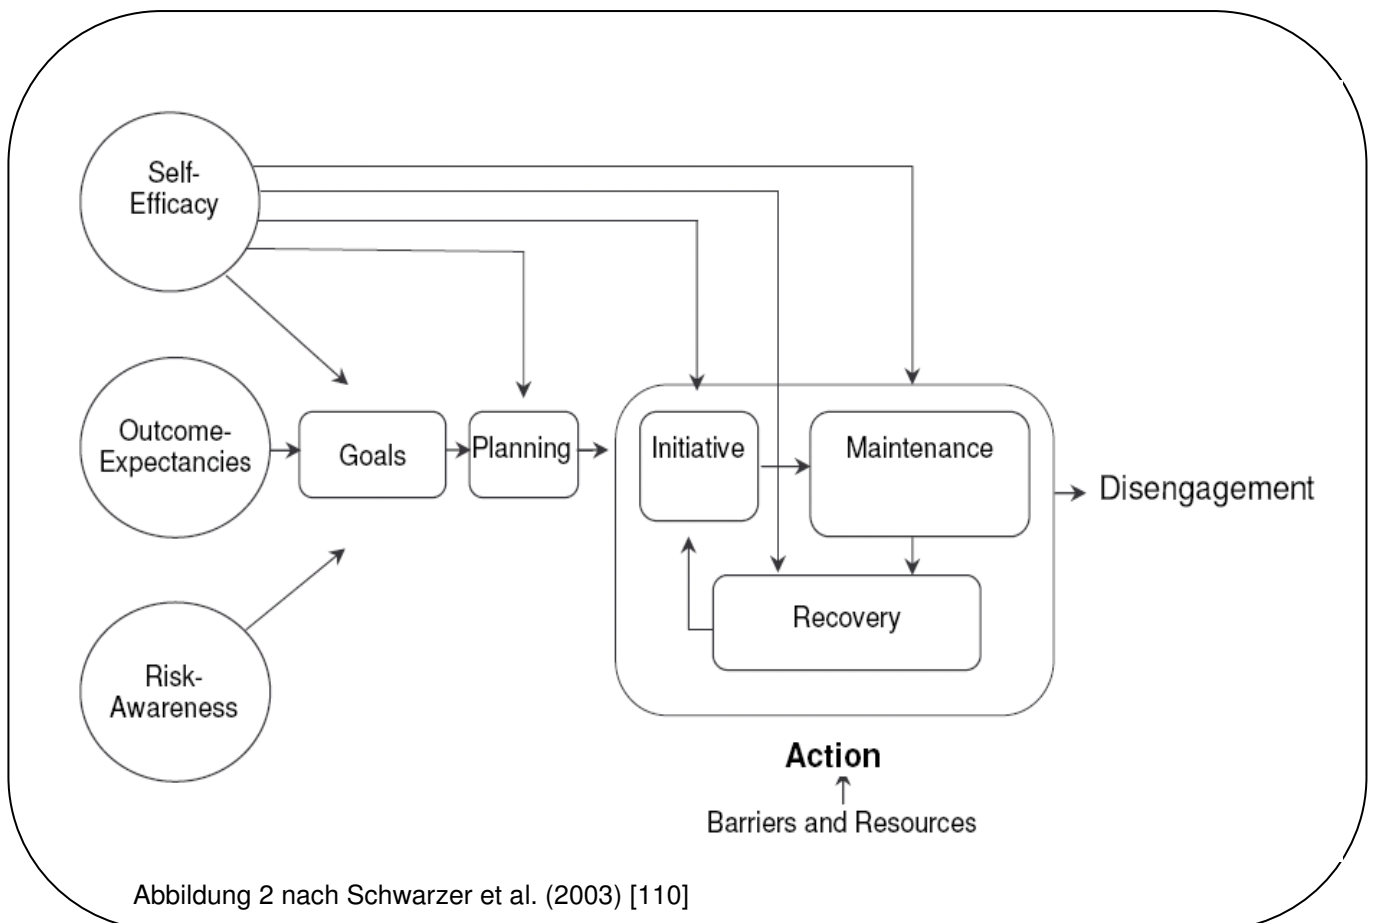 Self-
Efficacy
Outcome-
Expectancies
Goals
Planning
Initiative
Maintenance
Disengagement
Recovery
Risk-
Awareness
Action
Barriers and Resources
Abbildung 2 nach Schwarzer et al. (2003) [110]